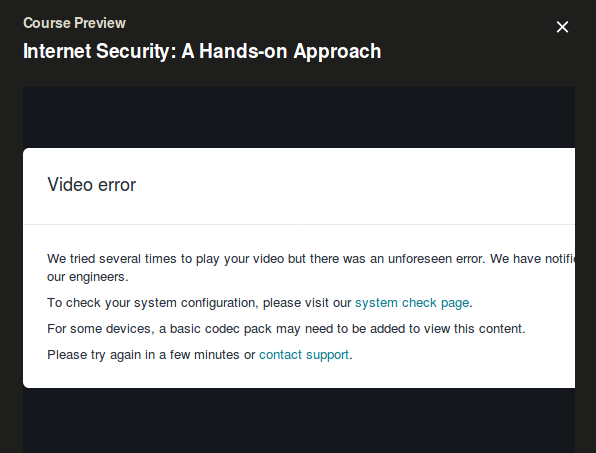 Course Preview
Internet Security: A Hands-on Approach
Video error
We tried several times to play your video but there was an unforeseen error. We have
our engineers.
To check your system configuration, please visit our system check page.
For some devices, a basic codec pack may need to be added to view this content.
Please try again in a few minutes or contact support.